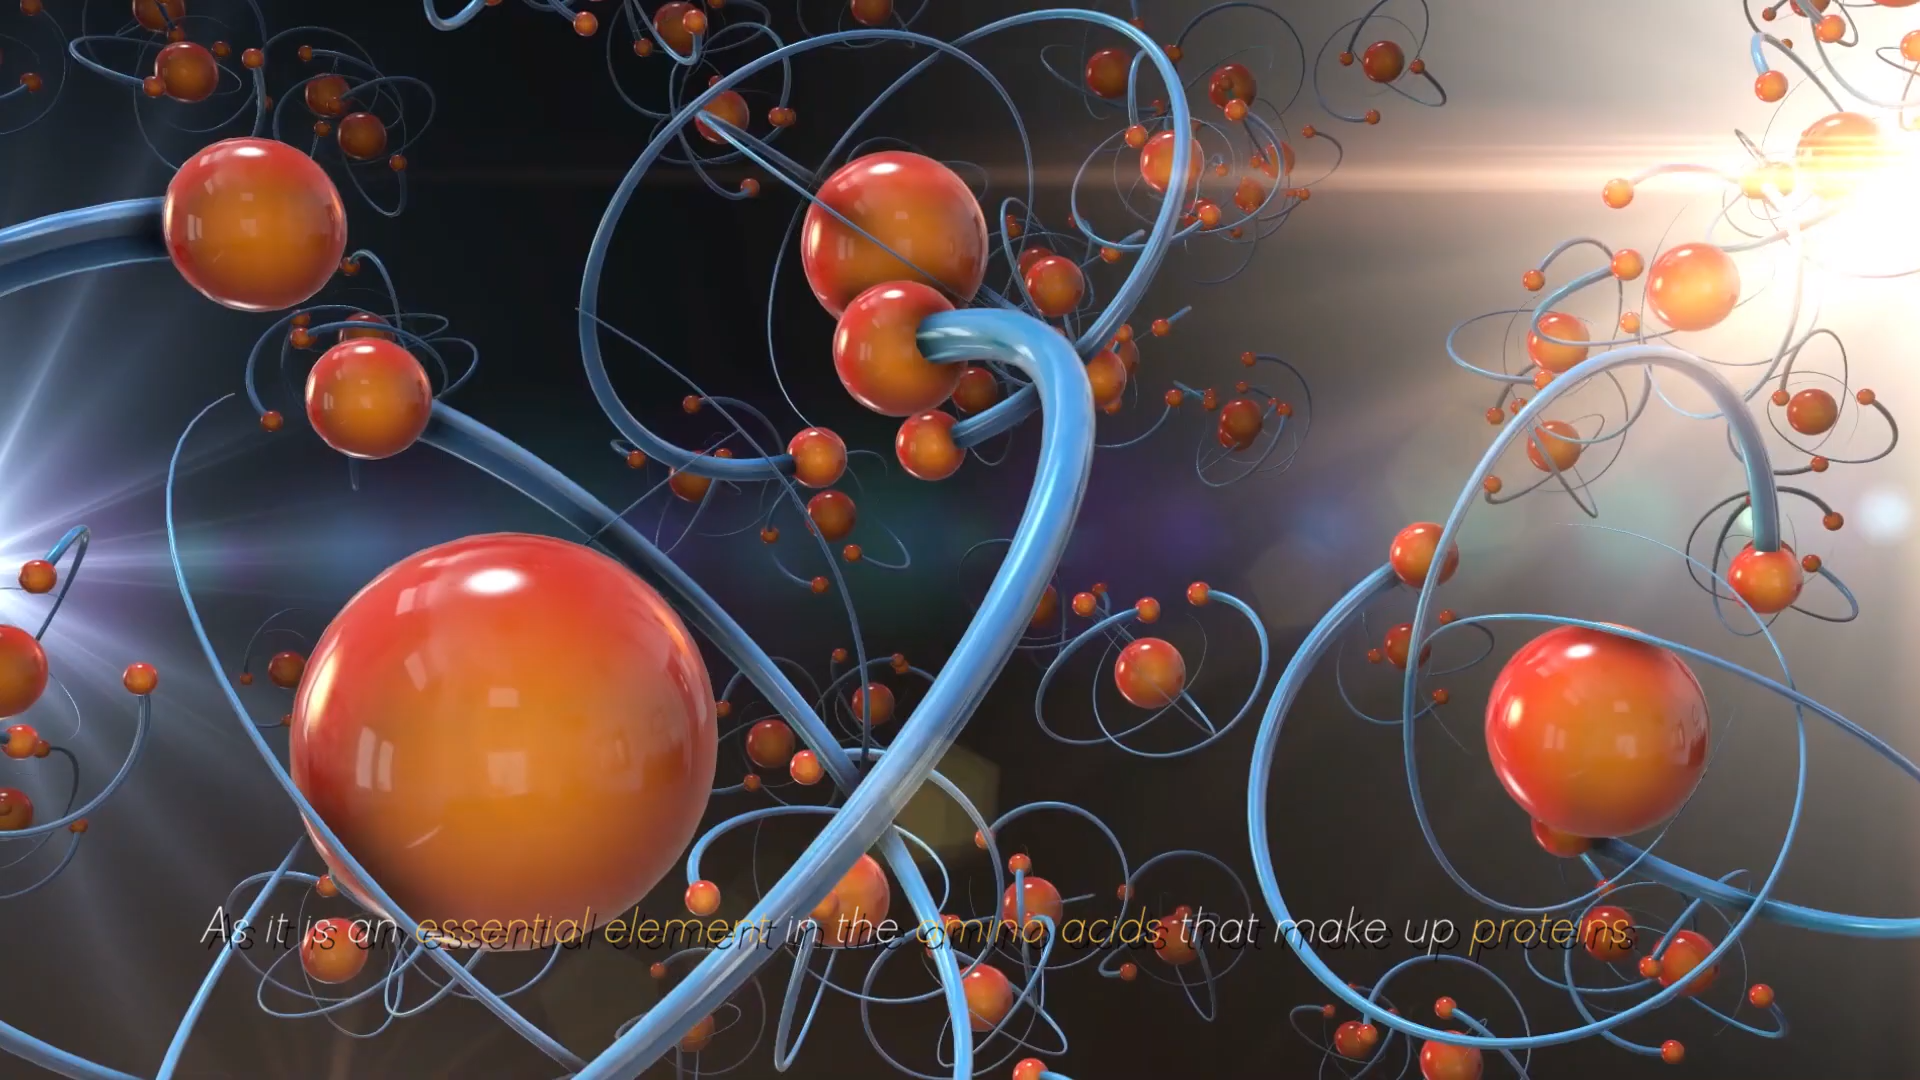 As it is an essential element in the amino acids that make up proteins